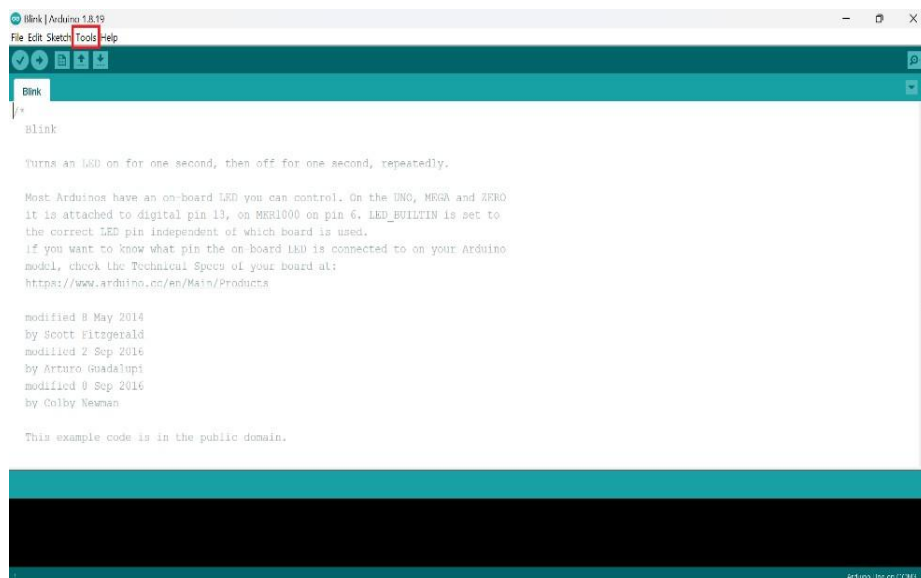 Blink | Arduino 1.8.19
File Edit Sketch Tools Help
Blink
/*
Blink
Turns an LED on for one second, then off for one second, repeatedly.
Most Arduinos have an on-board LED you can control. On the UNO, MEGA and ZERO
it is attached to digital pin 13, on MKR1000 on pin 6. LED_BUILTIN is set to
the correct LED pin independent of which board is used.
If you want to know what pin the on-board LED is connected to on your Arduino
model, check the Technical Specs of your board at:
https://www.arduino.cc/en/Main/Products
modified 8 May 2014
by Scott Fitzgerald
modified 2 Sep 2016
by Arturo Guadalupi
modified 8 Sep 2016
by Colby Newman
This example code is in the public domain.
Arduino Uno on